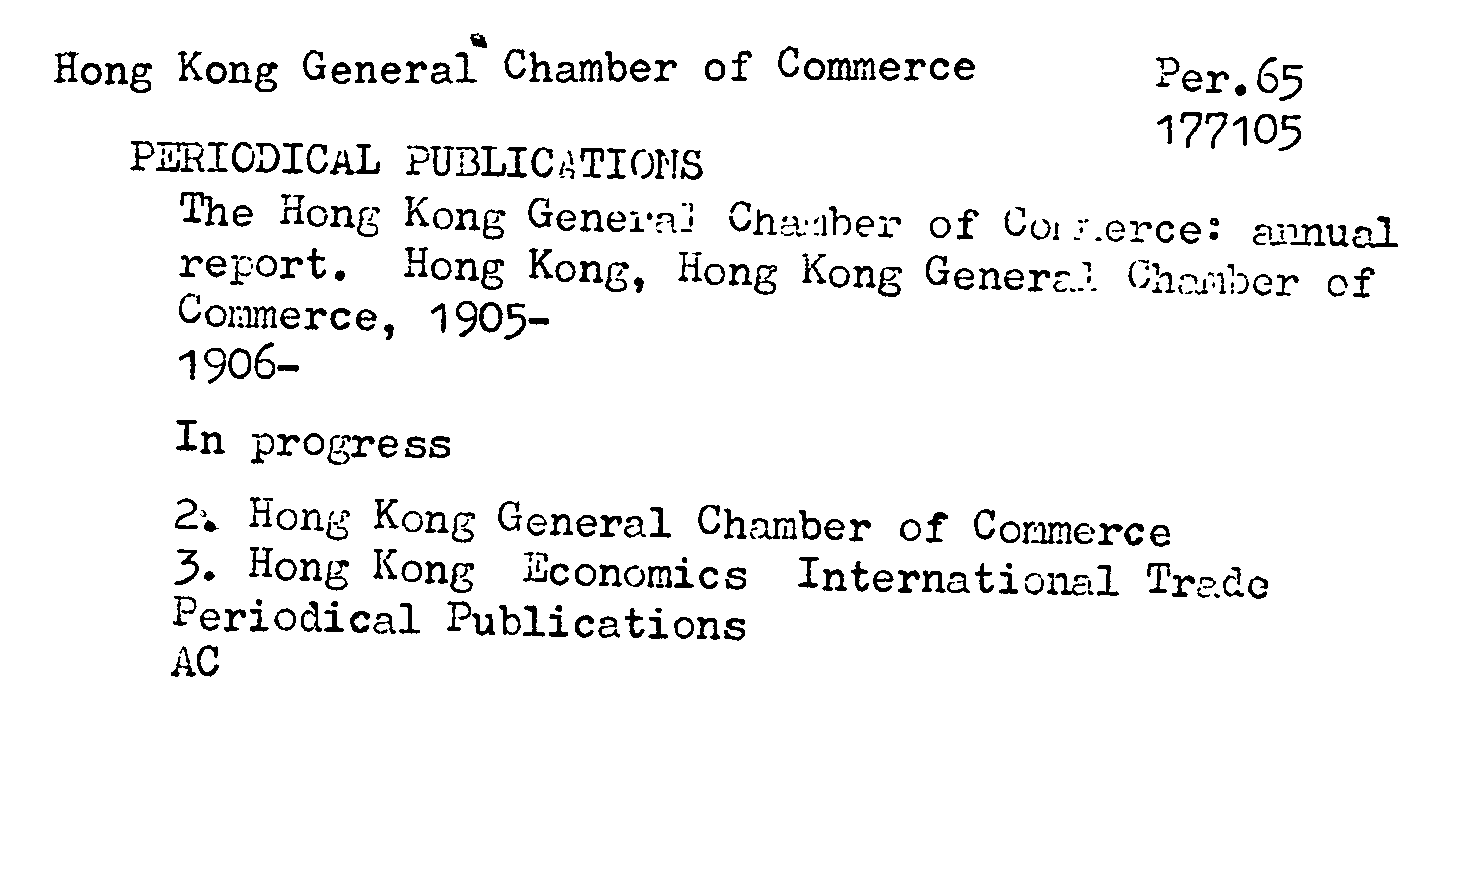 Hong Kong General Chamber of Commerce
Per.65
177105
PERIODICAL PUBLICATIONS
The Hong Kong General Chamber of Commerce: annual
report. Hong Kong, Hong Kong General Chamber of
Commerce, 1905-
1906-
In progress
2. Hong Kong General Chamber of Commerce
3. Hong Kong Economics International Trade
Periodical Publications
AC